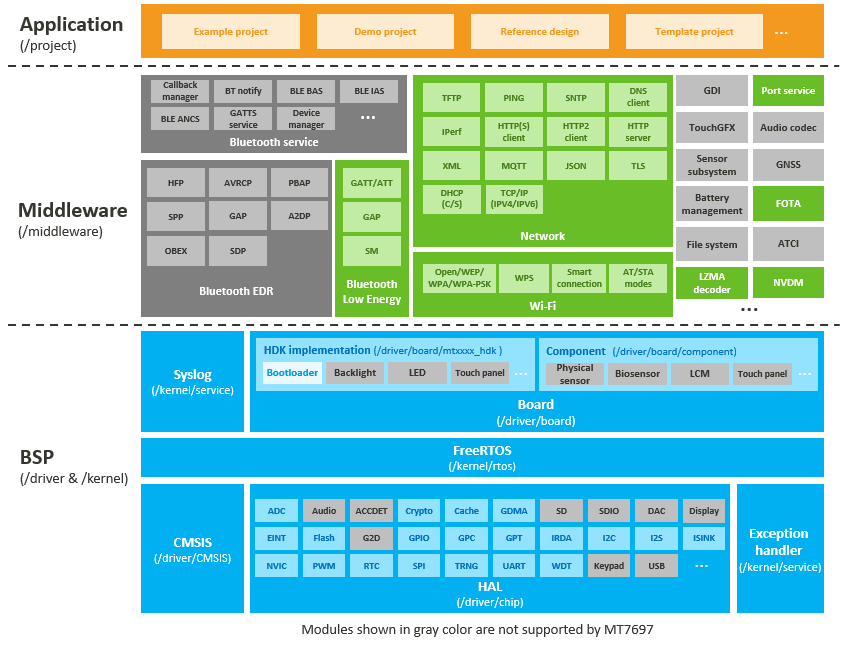 Application
(/project)
Example project
Demo project
Reference design
Template project
...
Middleware
(/middleware)
Callback
manager
BT notify
BLE BAS
BLE IAS
BLE ANCS
GATTS
service
Device
manager
...
Bluetooth service
HFP
AVRCP
PBAP
SPP
GAP
A2DP
OBEX
SDP
Bluetooth EDR
GATT/ATT
GAP
SM
Bluetooth
Low Energy
TFTP
PING
SNTP
DNS
client
IPerf
HTTP(S)
client
HTTP2
client
HTTP
server
XML
MQTT
JSON
TLS
DHCP
(C/S)
TCP/IP
(IPV4/IPV6)
Network
Open/WEP/
WPA/WPA-PSK
WPS
Smart
connection
AT/STA
modes
Wi-Fi
GDI
Port service
TouchGFX
Audio codec
Sensor
subsystem
GNSS
Battery
management
FOTA
File system
ATCI
LZMA
decoder
NVDM
...
BSP
(/driver & /kernel)
Syslog
(/kernel/service)
HDK implementation (/driver/board/mtxxxx_hdk )
Bootloader
Backlight
LED
Touch panel
...
Component (/driver/board/component)
Physical
sensor
Biosensor
LCM
Touch panel
...
Board
(/driver/board)
FreeRTOS
(/kernel/rtos)
CMSIS
(/driver/CMSIS)
ADC
Audio
ACCDET
Crypto
Cache
GDMA
SD
SDIO
DAC
Display
EINT
Flash
G2D
GPIO
GPC
GPT
IRDA
I2C
I2S
ISINK
NVIC
PWM
RTC
SPI
TRNG
UART
WDT
Keypad
USB
...
HAL
(/driver/chip)
Exception
handler
(/kernel/service)
Modules shown in gray color are not supported by MT7697